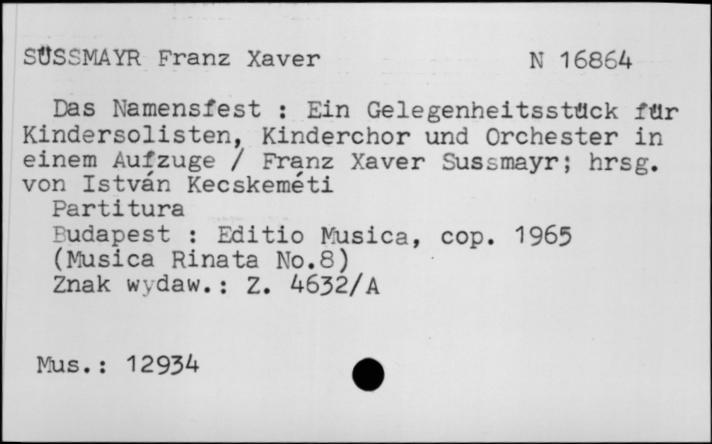 SÜSSMAYR Franz Xaver N 16864
Das Namensfest : Ein Gelegenheitsstück für
Kindersolisten, Kinderchor und Orchester in
einem Aufzuge / Franz Xaver Sussmayr; hrsg.
von István Kecskeméti
Partitura
Budapest : Editio Musica, cop. 1965
(Musica Rinata No.8)
Znak wydaw.: Z. 4632/A
Mus.: 12934